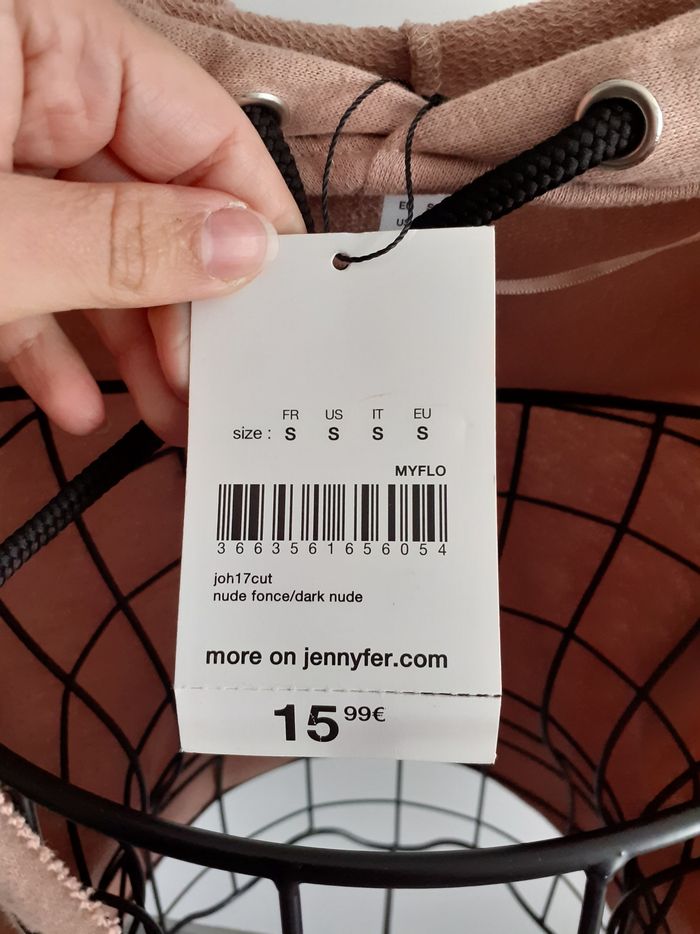 FR US IT EU
size : S S S S
MYFLO
3663561656054
joh17cut
nude fonce/dark nude
more on jennyfer.com
15 99€